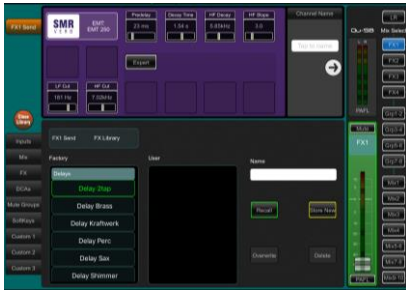 FX1 Send
SMR
VERB
EMT
EMT 250
Predelay
23 ms
Decay Time
1.34 s
HF Decay
HF Slope
3.0
Channel Name
Tap to name
Expert
LF Cut
181 Hz
HF Cut
7.02kHz
Close
Library
Inputs
Mix
FX
DCAs
Mute Groups
SoftKeys
Custom 1
Custom 2
Custom 3
FX1 Send
FX Library
Factory
User
Name
Delays
Delay 2tap
Delay Brass
Delay Kraftwerk
Delay Perc
Delay Sax
Delay Shimmer
Recall
Store New
Overwrite
Delete
Qu-SB
PAFL
Mute
FX1
PAFL
LR
Mix Select
FX1
FX2
FX3
FX4
Grp1-2
Grp3-4
Grp5-6
Grp7-8
Mix1
Mix2
Mix3
Mix4
Mix5-6
Mix7-8
Mix9-10